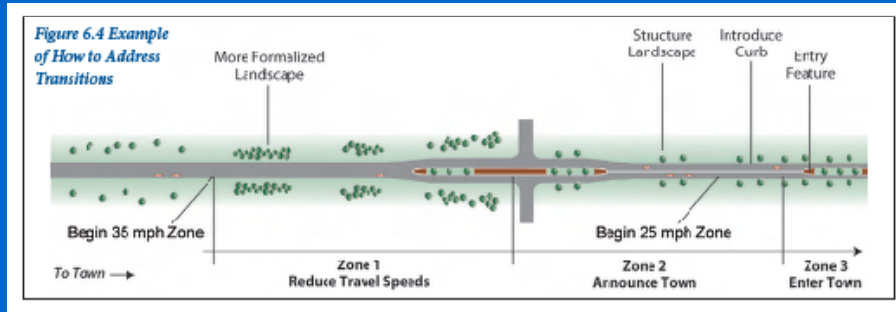 Figure 6.4 Example
of How to Address
Transitions
More Formalized
Landscape
Structure
Landscape
Introduce
Curb
Entry
Feature
Begin 35 mph Zone
Begin 25 mph Zone
To Town
Zone 1
Reduce Travel Speeds
Zone 2
Announce Town
Zone 3
Enter Town